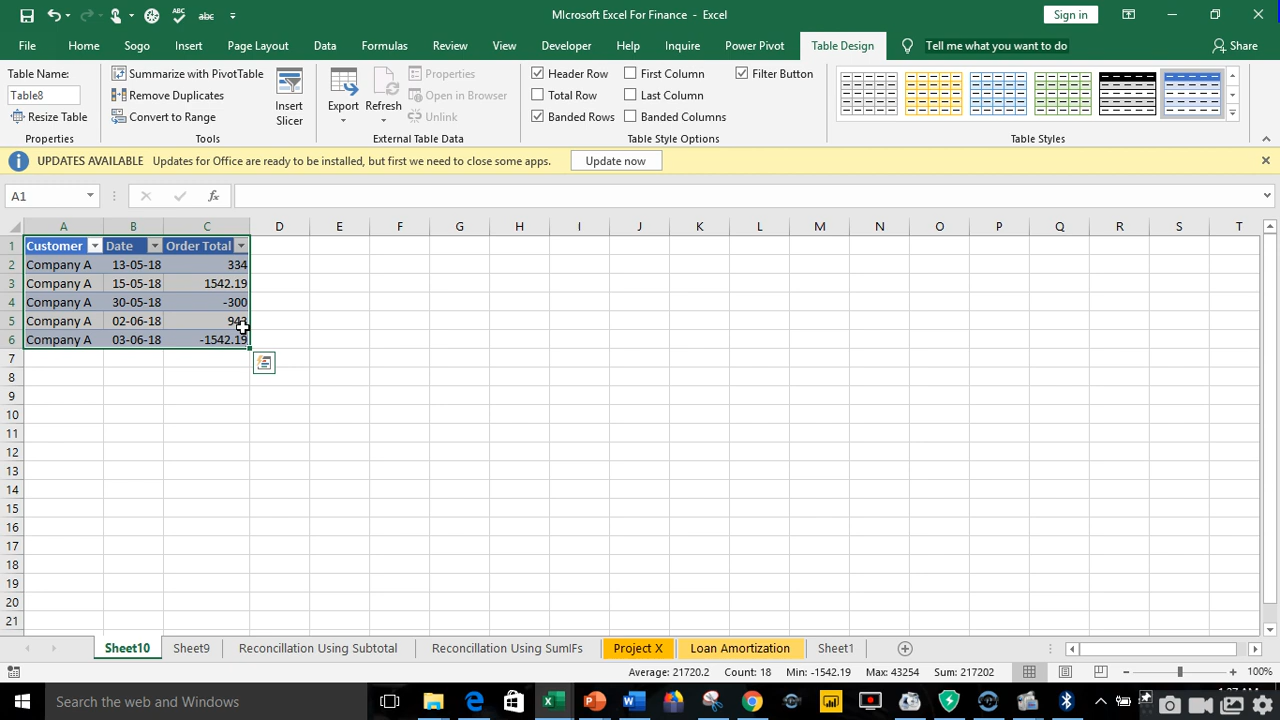 MIcrosoft Excel For Finance - Excel
Sign in
File Home Sogo Insert Page Layout Data Formulas Review View Developer Help Inquire Power Pivot Table Design Tell me what you want to do Share
Table Name:
Table8
Resize Table
Properties
Summarize with PivotTable
Remove Duplicates
Convert to Range
Tools
Insert
Slicer
Export
Refresh
Properties
Open in Browser
Unlink
External Table Data
Header Row
Total Row
Banded Rows
First Column
Last Column
Banded Columns
Filter Button
Table Style Options
Table Styles
UPDATES AVAILABLE Updates for Office are ready to be installed, but first we need to close some apps. Update now
A1
fx
A B C D E F G H I J K L M N O P Q R S T
1 Customer Date Order Total
2 Company A 13-05-18 334
3 Company A 15-05-18 1542.19
4 Company A 30-05-18 -300
5 Company A 02-06-18 943
6 Company A 03-06-18 -1542.19
7
8
9
10
11
12
13
14
15
16
17
18
19
20
21
Sheet10 Sheet9 Reconcillation Using Subtotal Reconcillation Using SumIFs Project X Loan Amortization Sheet1
Average: 21720.2 Count: 18 Min: -1542.19 Max: 43254 Sum: 217202 100%
Search the web and Windows